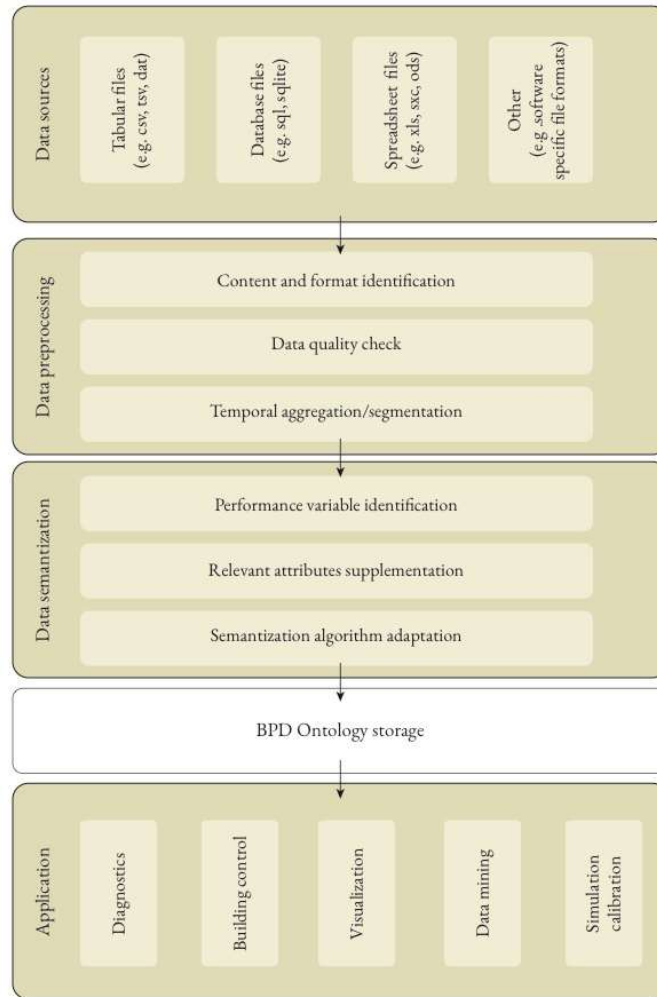 Data sources
Tabular files
(e.g. csv, tsv, dat)
Database files
(e.g. sql, sqlite)
Spreadsheet files
(e.g. xls, sxc, ods)
Other
(e.g .software
specific file formats)
Data preprocessing
Content and format identification
Data quality check
Temporal aggregation/segmentation
Data semantization
Performance variable identification
Relevant attributes supplementation
Semantization algorithm adaptation
BPD Ontology storage
Application
Diagnostics
Building control
Visualization
Data mining
Simulation
calibration